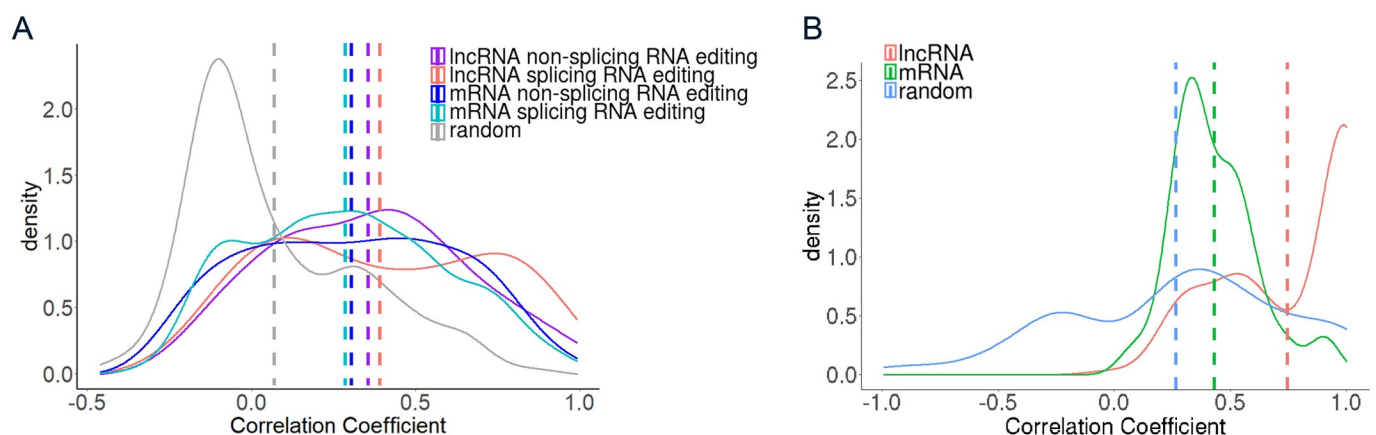 A
lncRNA non-splicing RNA editing
lncRNA splicing RNA editing
mRNA non-splicing RNA editing
mRNA splicing RNA editing
random
density
2.0
1.5
1.0
0.5
0.0
-0.5
0.0
0.5
1.0
Correlation Coefficient
B
lncRNA
mRNA
random
density
2.5
2.0
1.5
1.0
0.5
0.0
-1.0
-0.5
0.0
0.5
1.0
Correlation Coefficient